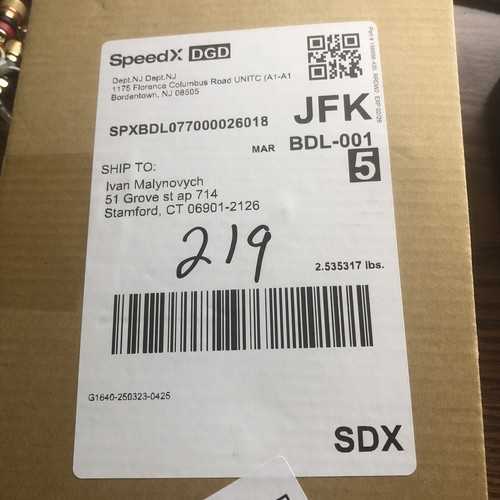 SpeedX DGD
Dept.NJ Dept.NJ
1175 Florence Columbus Road UNITC (A1-A1
Bordentown, NJ 08505
JFK
SPXBDL077000026018
MAR BDL-001
5
SHIP TO:
Ivan Malynovych
51 Grove st ap 714
Stamford, CT 06901-2126
219
2.535317 lbs.
G1640-250323-0425
SDX